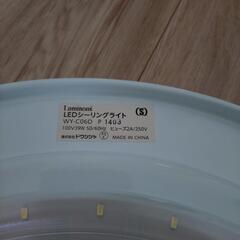 Luminous
LEDシーリングライト
WY-C06D P 1403
100V39W 50/60Hz ヒューズ2A/250V
株式会社ドウシシャ MADE IN CHINA